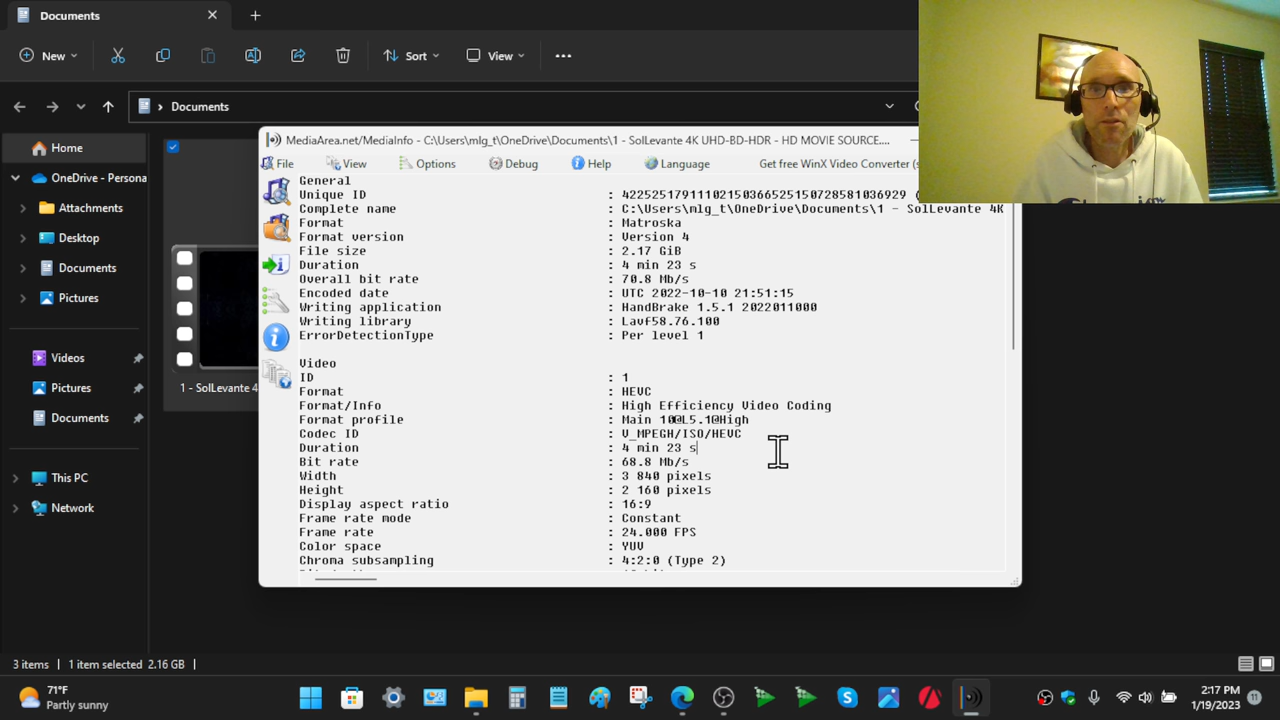 Documents
New
Sort
View
Documents
Home
OneDrive - Persona
Attachments
Desktop
Documents
Pictures
Videos
Pictures
Documents
This PC
Network
1 - SolLevante 4
MediaArea.net/MediaInfo - C:\Users\mlg_t\OneDrive\Documents\1 - SolLevante 4K UHD-BD-HDR - HD MOVIE SOURCE....
File View Options Debug Help Language Get free WinX Video Converter (s
General
Unique ID : 42252517911102150366525150728581036929 (
Complete name : C:\Users\mlg_t\OneDrive\Documents\1 - SolLevante 4K
Format : Matroska
Format version : Version 4
File size : 2.17 GiB
Duration : 4 min 23 s
Overall bit rate : 70.8 Mb/s
Encoded date : UTC 2022-10-10 21:51:15
Writing application : HandBrake 1.5.1 2022011000
Writing library : Lavf58.76.100
ErrorDetectionType : Per level 1
Video
ID : 1
Format : HEVC
Format/Info : High Efficiency Video Coding
Format profile : Main 10@L5.1@High
Codec ID : V_MPEGH/ISO/HEVC
Duration : 4 min 23 s
Bit rate : 68.8 Mb/s
Width : 3 840 pixels
Height : 2 160 pixels
Display aspect ratio : 16:9
Frame rate mode : Constant
Frame rate : 24.000 FPS
Color space : YUV
Chroma subsampling : 4:2:0 (Type 2)
3 items 1 item selected 2.16 GB
71°F
Partly sunny
2:17 PM
1/19/2023
11